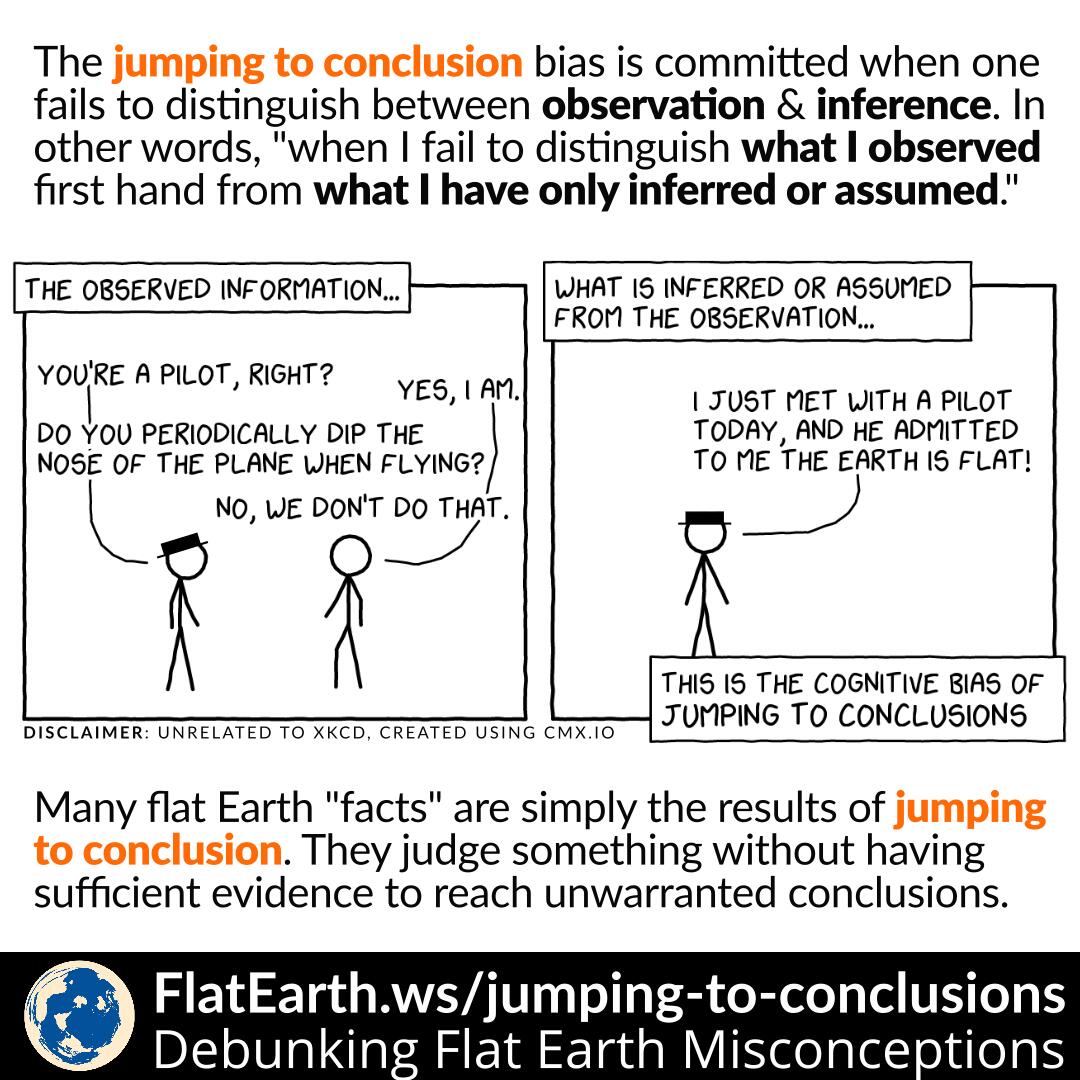 The jumping to conclusion bias is committed when one
fails to distinguish between observation & inference. In
other words, "when I fail to distinguish what I observed
first hand from what I have only inferred or assumed."
THE OBSERVED INFORMATION...
YOU'RE A PILOT, RIGHT?
YES, I AM.
DO YOU PERIODICALLY DIP THE
NOSE OF THE PLANE WHEN FLYING?
NO, WE DON'T DO THAT.
WHAT IS INFERRED OR ASSUMED
FROM THE OBSERVATION...
I JUST MET WITH A PILOT
TODAY, AND HE ADMITTED
TO ME THE EARTH IS FLAT!
THIS IS THE COGNITIVE BIAS OF
JUMPING TO CONCLUSIONS
DISCLAIMER: UNRELATED TO XKCD, CREATED USING CMX.IO
Many flat Earth "facts" are simply the results of jumping
to conclusion. They judge something without having
sufficient evidence to reach unwarranted conclusions.
FlatEarth.ws/jumping-to-conclusions
Debunking Flat Earth Misconceptions